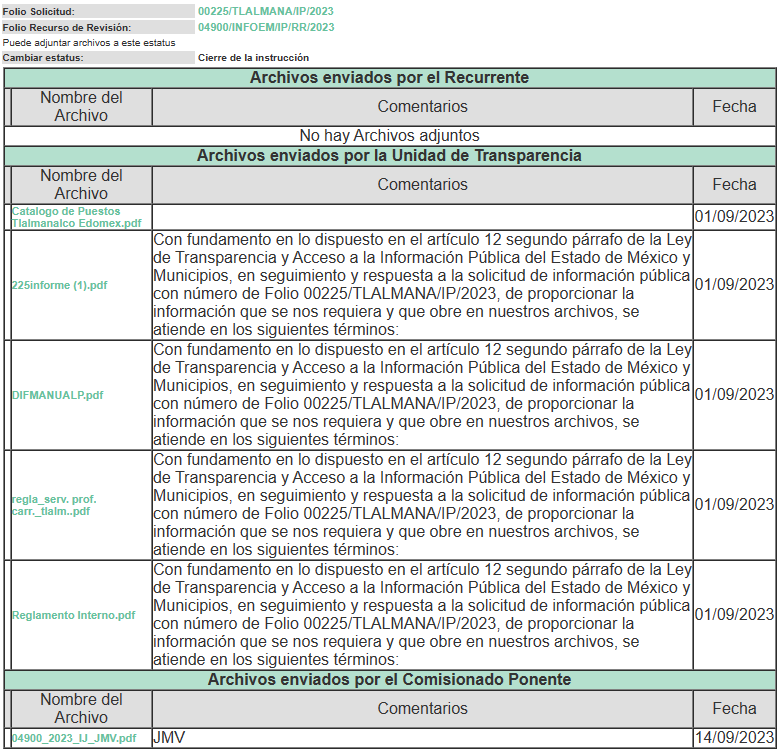 Folio Solicitud: 00225/TLALMANA/IP/2023
Folio Recurso de Revisión: 04900/INFOEM/IP/RR/2023
Puede adjuntar archivos a este estatus
Cambiar estatus: Cierre de la instrucción
Archivos enviados por el Recurrente
Nombre del
Archivo
Comentarios
Fecha
No hay Archivos adjuntos
Archivos enviados por la Unidad de Transparencia
Nombre del
Archivo
Comentarios
Fecha
Catalogo de Puestos
Tlalmanalco Edomex.pdf
01/09/2023
225informe (1).pdf
Con fundamento en lo dispuesto en el artículo 12 segundo párrafo de la Ley
de Transparencia y Acceso a la Información Pública del Estado de México y
Municipios, en seguimiento y respuesta a la solicitud de información pública
con número de Folio 00225/TLALMANA/IP/2023, de proporcionar la
información que se nos requiera y que obre en nuestros archivos, se
atiende en los siguientes términos:
01/09/2023
DIFMANUALP.pdf
Con fundamento en lo dispuesto en el artículo 12 segundo párrafo de la Ley
de Transparencia y Acceso a la Información Pública del Estado de México y
Municipios, en seguimiento y respuesta a la solicitud de información pública
con número de Folio 00225/TLALMANA/IP/2023, de proporcionar la
información que se nos requiera y que obre en nuestros archivos, se
atiende en los siguientes términos:
01/09/2023
regla_serv. prof.
carr._tlalm..pdf
Con fundamento en lo dispuesto en el artículo 12 segundo párrafo de la Ley
de Transparencia y Acceso a la Información Pública del Estado de México y
Municipios, en seguimiento y respuesta a la solicitud de información pública
con número de Folio 00225/TLALMANA/IP/2023, de proporcionar la
información que se nos requiera y que obre en nuestros archivos, se
atiende en los siguientes términos:
01/09/2023
Reglamento Interno.pdf
Con fundamento en lo dispuesto en el artículo 12 segundo párrafo de la Ley
de Transparencia y Acceso a la Información Pública del Estado de México y
Municipios, en seguimiento y respuesta a la solicitud de información pública
con número de Folio 00225/TLALMANA/IP/2023, de proporcionar la
información que se nos requiera y que obre en nuestros archivos, se
atiende en los siguientes términos:
01/09/2023
Archivos enviados por el Comisionado Ponente
Nombre del
Archivo
Comentarios
Fecha
04900_2023_IJ_JMV.pdf
JMV
14/09/2023